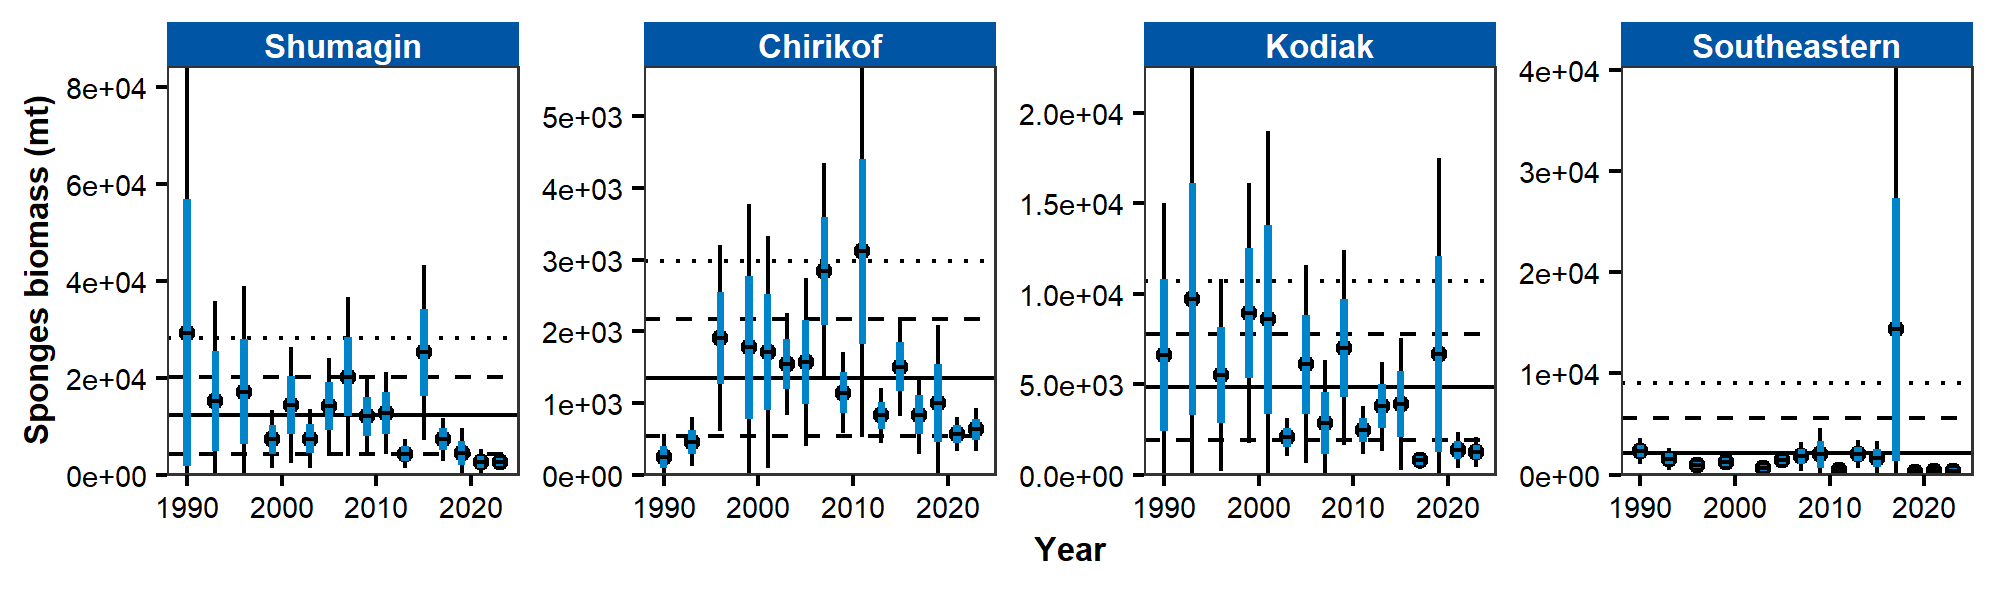 Shumagin Chirikof Kodiak Southeastern
Sponges biomass (mt)
8e+04
6e+04
4e+04
2e+04
0e+00
5e+03
4e+03
3e+03
2e+03
1e+03
0e+00
2.0e+04
1.5e+04
1.0e+04
5.0e+03
0.0e+00
4e+04
3e+04
2e+04
1e+04
0e+00
1990 2000 2010 2020 1990 2000 2010 2020 1990 2000 2010 2020 1990 2000 2010 2020
Year